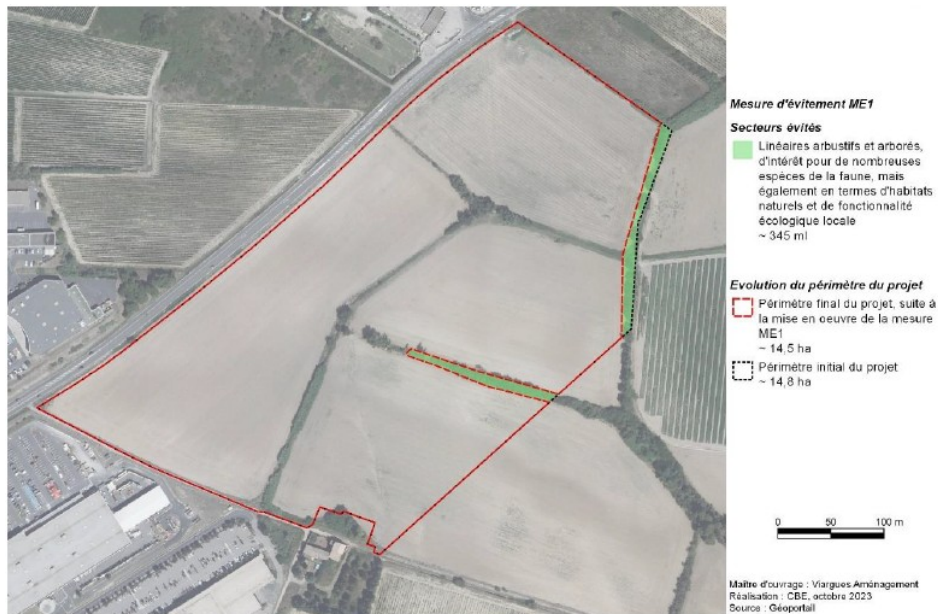 Mesure d'évitement ME1
Secteurs évités
Linéaires arbustifs et arborés,
d'intérêt pour de nombreuses
espèces de la faune, mais
également en termes d'habitats
naturels et de fonctionnalité
écologique locale
~ 345 ml
Evolution du périmètre du projet
Périmètre final du projet, suite à
la mise en oeuvre de la mesure
ME1
~ 14,5 ha
Périmètre initial du projet
~ 14,8 ha
0 50 100 m
Maître d'ouvrage : Viargues Aménagement
Réalisation : CBE, octobre 2023
Source : Géoportail